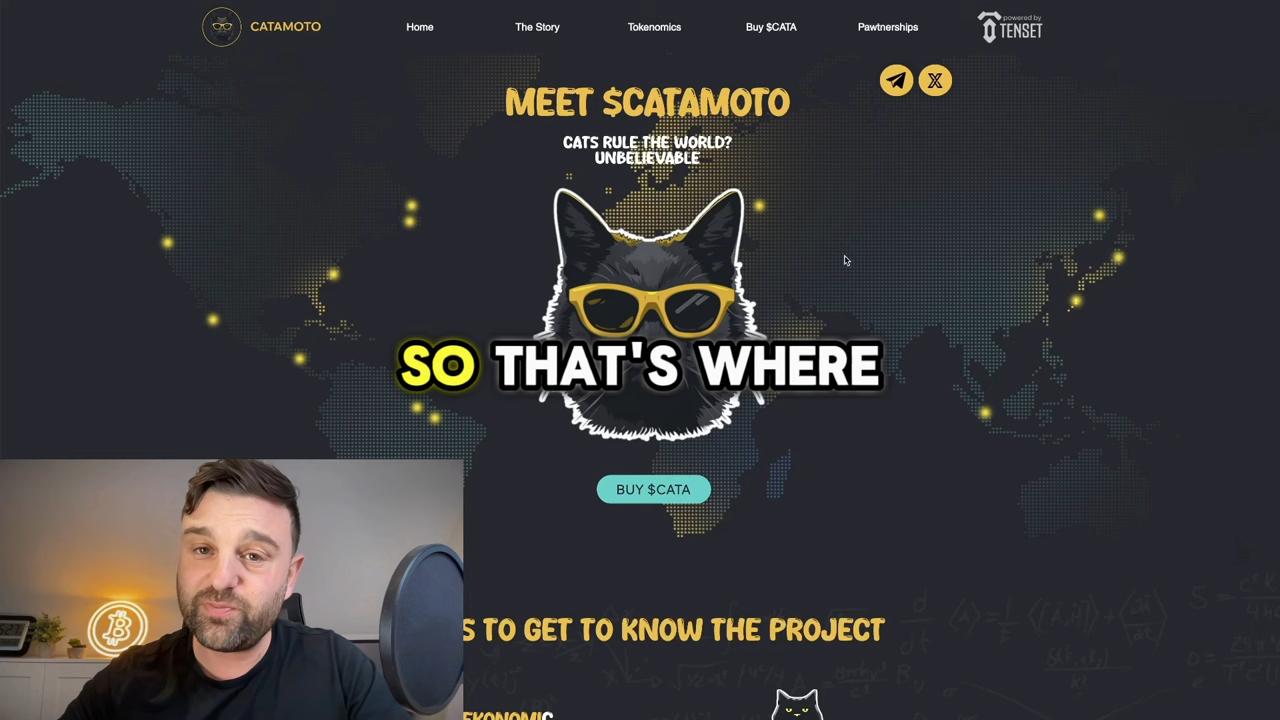 CATAMOTO
Home
The Story
Tokenomics
Buy $CATA
Pawtnerships
powered by
TENSET
MEET $CATAMOTO
CATS RULE THE WORLD?
UNBELIEVABLE
SO THAT'S WHERE
BUY $CATA
S TO GET TO KNOW THE PROJECT